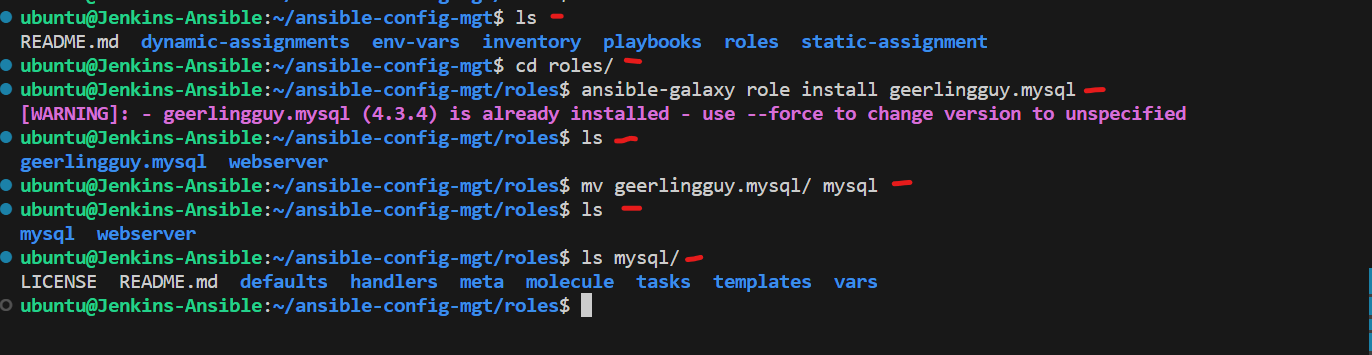 ubuntu@Jenkins-Ansible:~/ansible-config-mgt$ ls
README.md  dynamic-assignments  env-vars  inventory  playbooks  roles  static-assignment
ubuntu@Jenkins-Ansible:~/ansible-config-mgt$ cd roles/
ubuntu@Jenkins-Ansible:~/ansible-config-mgt/roles$ ansible-galaxy role install geerlingguy.mysql
[WARNING]: - geerlingguy.mysql (4.3.4) is already installed - use --force to change version to unspecified
ubuntu@Jenkins-Ansible:~/ansible-config-mgt/roles$ ls
geerlingguy.mysql  webserver
ubuntu@Jenkins-Ansible:~/ansible-config-mgt/roles$ mv geerlingguy.mysql/ mysql
ubuntu@Jenkins-Ansible:~/ansible-config-mgt/roles$ ls
mysql  webserver
ubuntu@Jenkins-Ansible:~/ansible-config-mgt/roles$ ls mysql/
LICENSE  README.md  defaults  handlers  meta  molecule  tasks  templates  vars
ubuntu@Jenkins-Ansible:~/ansible-config-mgt/roles$